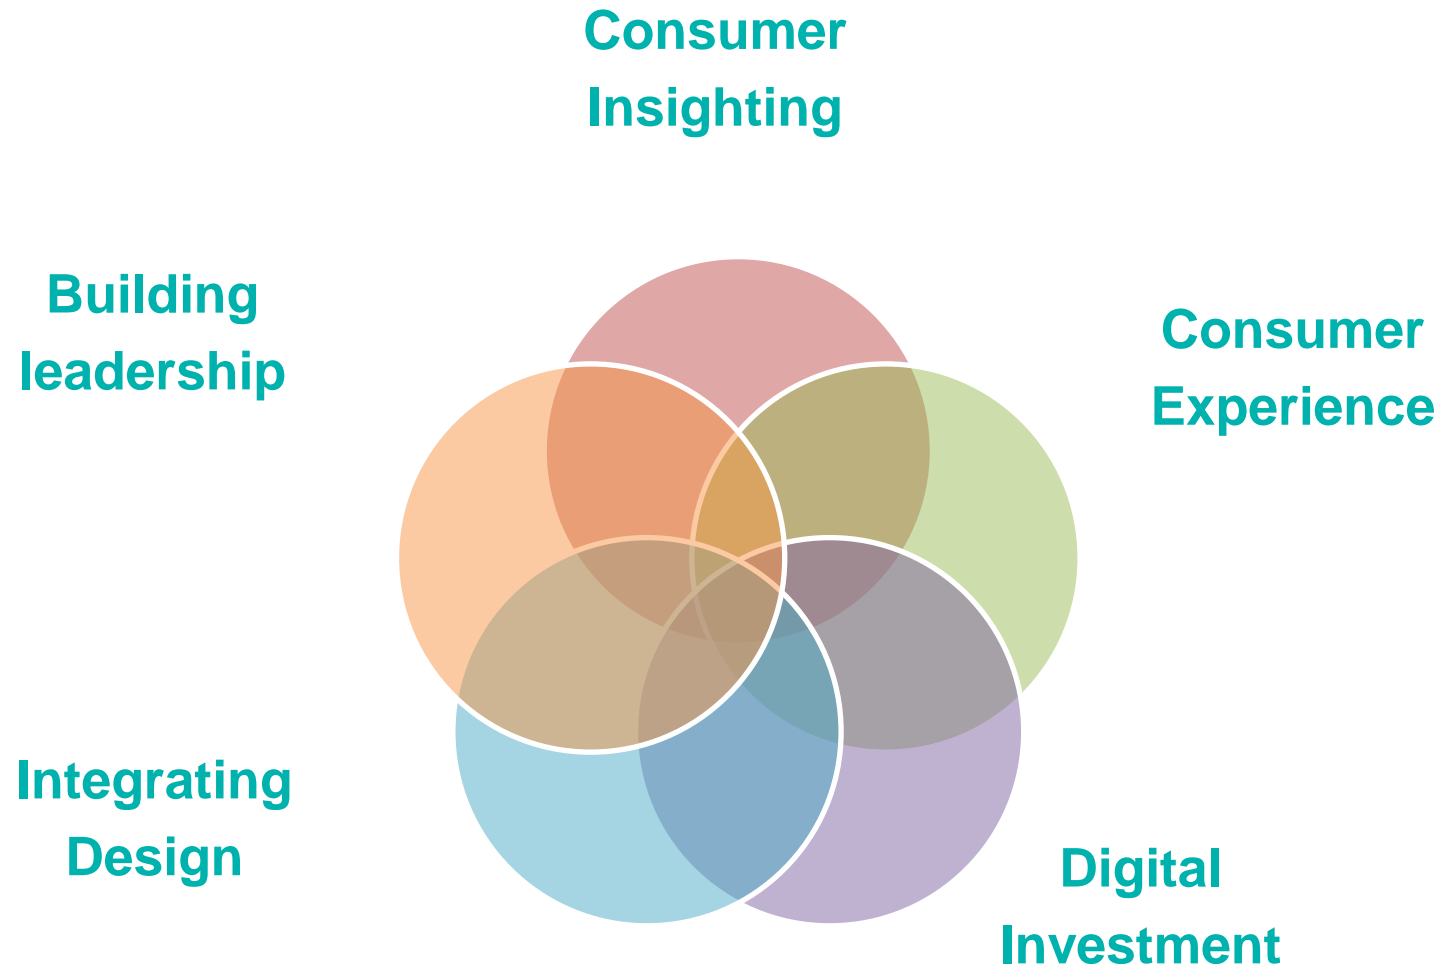 Consumer
Insighting
Building
leadership
Consumer
Experience
Integrating
Design
Digital
Investment